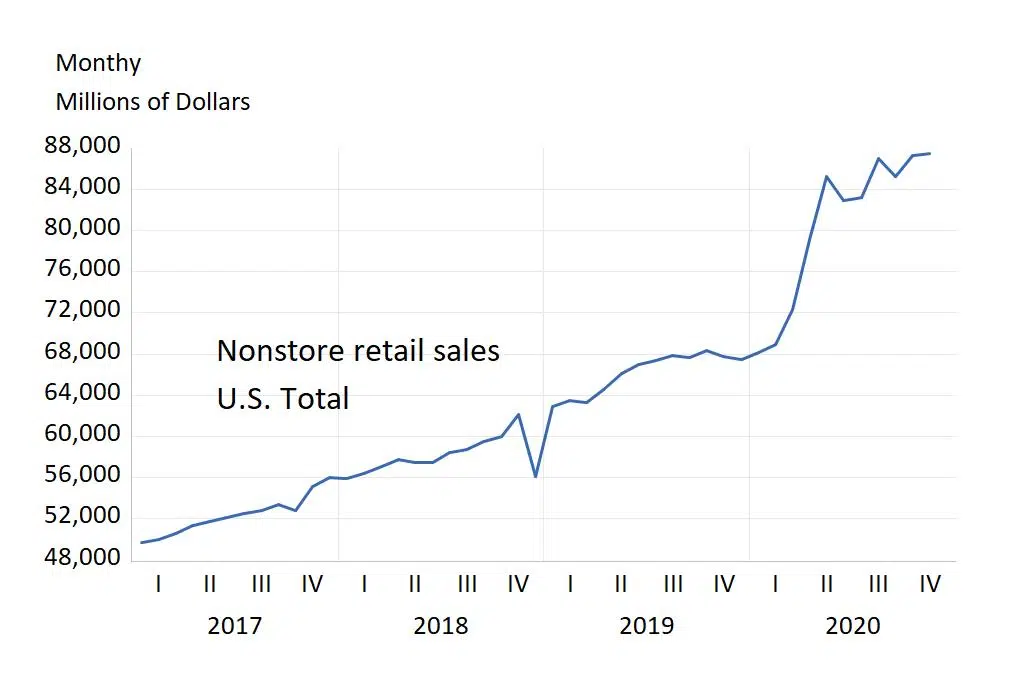 Monthy
Millions of Dollars
88,000
84,000
80,000
76,000
72,000
68,000
64,000
60,000
56,000
52,000
48,000
Nonstore retail sales
U.S. Total
I II III IV I II III IV I II III IV I II III IV
2017 2018 2019 2020